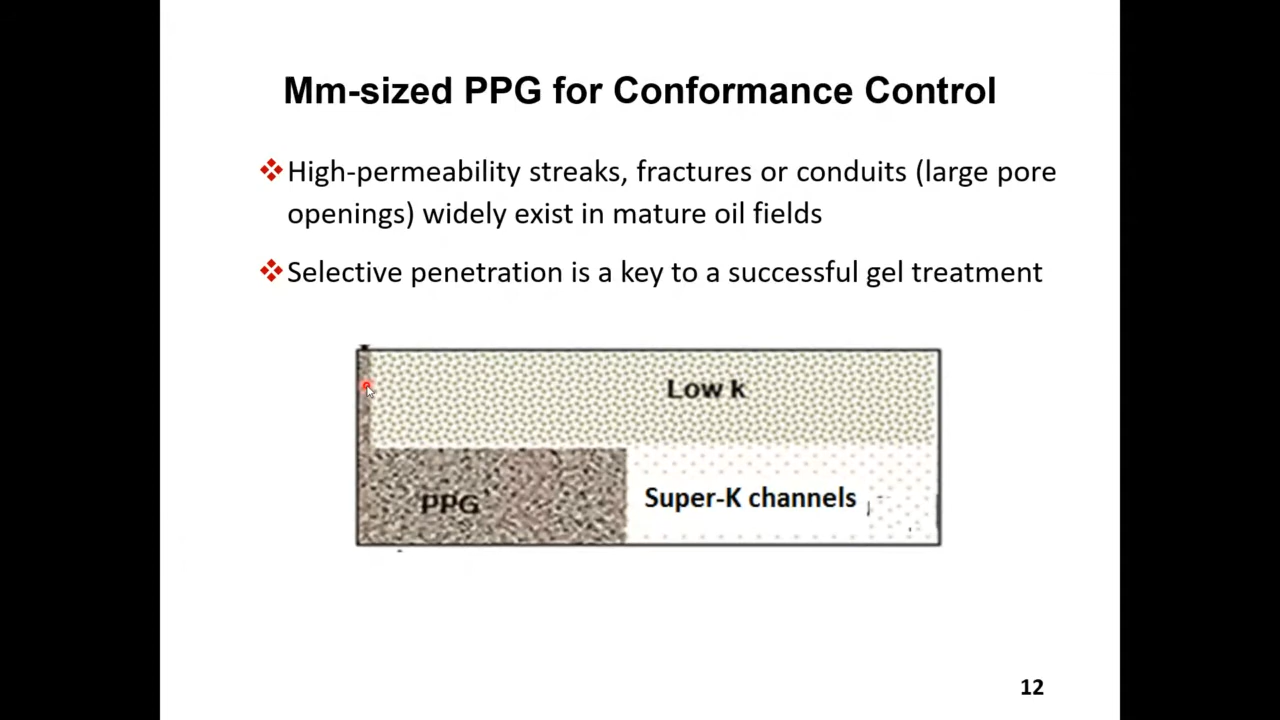 Mm-sized PPG for Conformance Control
High-permeability streaks, fractures or conduits (large pore
openings) widely exist in mature oil fields
Selective penetration is a key to a successful gel treatment
Low k
PPG
Super-K channels
12